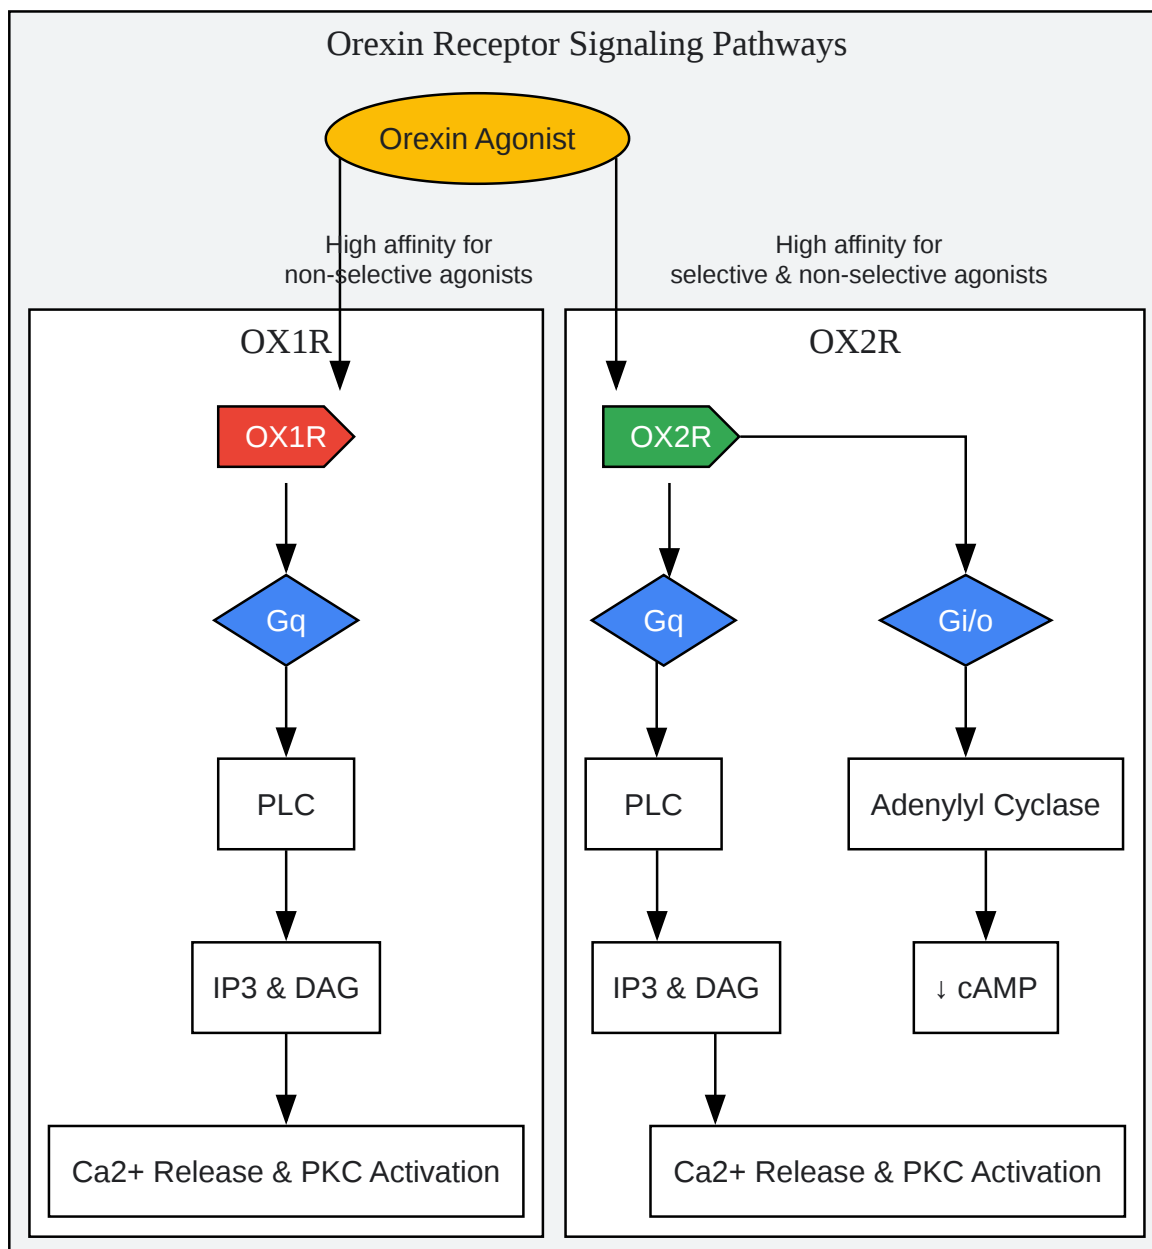 Orexin Receptor Signaling Pathways
Orexin Agonist
High affinity for
non-selective agonists
High affinity for
selective & non-selective agonists
OX1R
OX1R
Gq
PLC
IP3 & DAG
Ca2+ Release & PKC Activation
OX2R
OX2R
Gq
Gi/o
PLC
Adenylyl Cyclase
IP3 & DAG
↓ cAMP
Ca2+ Release & PKC Activation